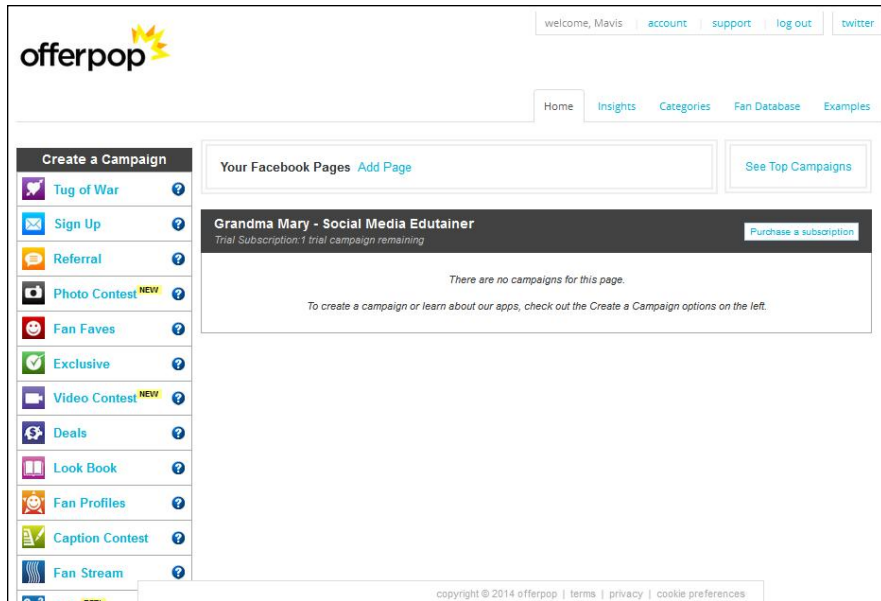 welcome, Mavis | account | support | log out | twitter
offerpop
Home Insights Categories Fan Database Examples
Create a Campaign
Tug of War ?
Sign Up ?
Referral ?
Photo Contest NEW ?
Fan Faves ?
Exclusive ?
Video Contest NEW ?
Deals ?
Look Book ?
Fan Profiles ?
Caption Contest ?
Fan Stream ?
Your Facebook Pages Add Page
See Top Campaigns
Grandma Mary - Social Media Edutainer
Trial Subscription:1 trial campaign remaining
Purchase a subscription
There are no campaigns for this page.
To create a campaign or learn about our apps, check out the Create a Campaign options on the left.
copyright © 2014 offerpop | terms | privacy | cookie preferences